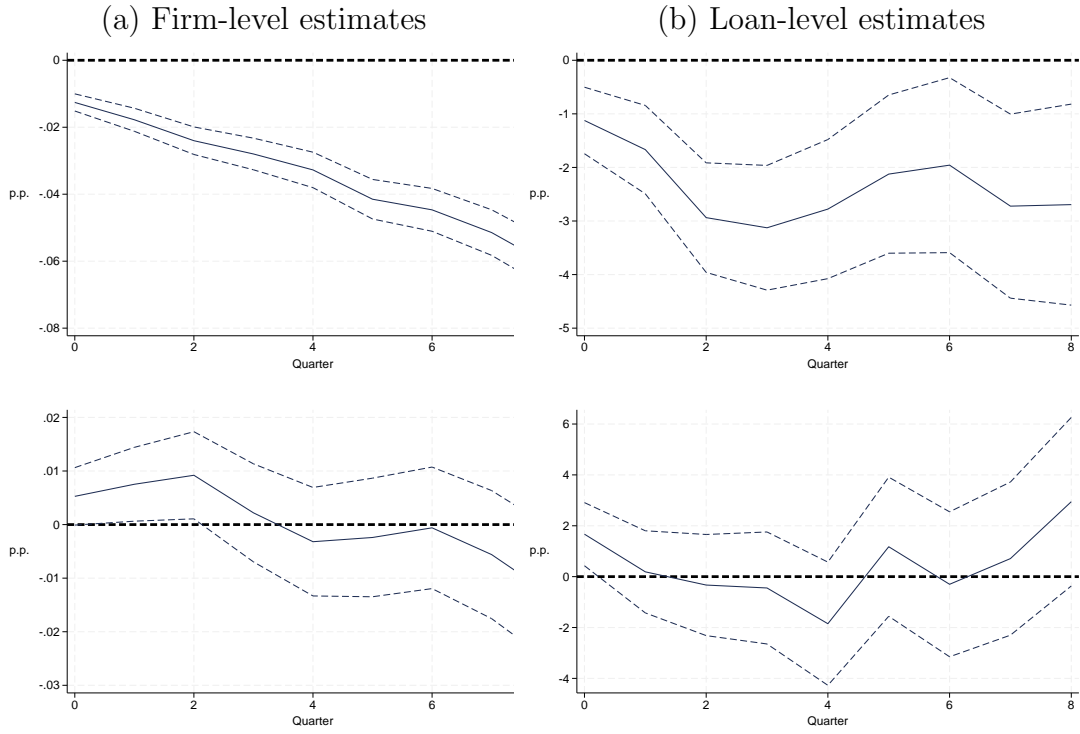 (a) Firm-level estimates
(b) Loan-level estimates
0
-.02
-.04
-.06
-.08
p.p.
0 2 4 6
Quarter
0
-1
-2
-3
-4
-5
p.p.
0 2 4 6 8
Quarter
.02
.01
0
-.01
-.02
-.03
p.p.
0 2 4 6
Quarter
6
4
2
0
-2
-4
p.p.
0 2 4 6 8
Quarter